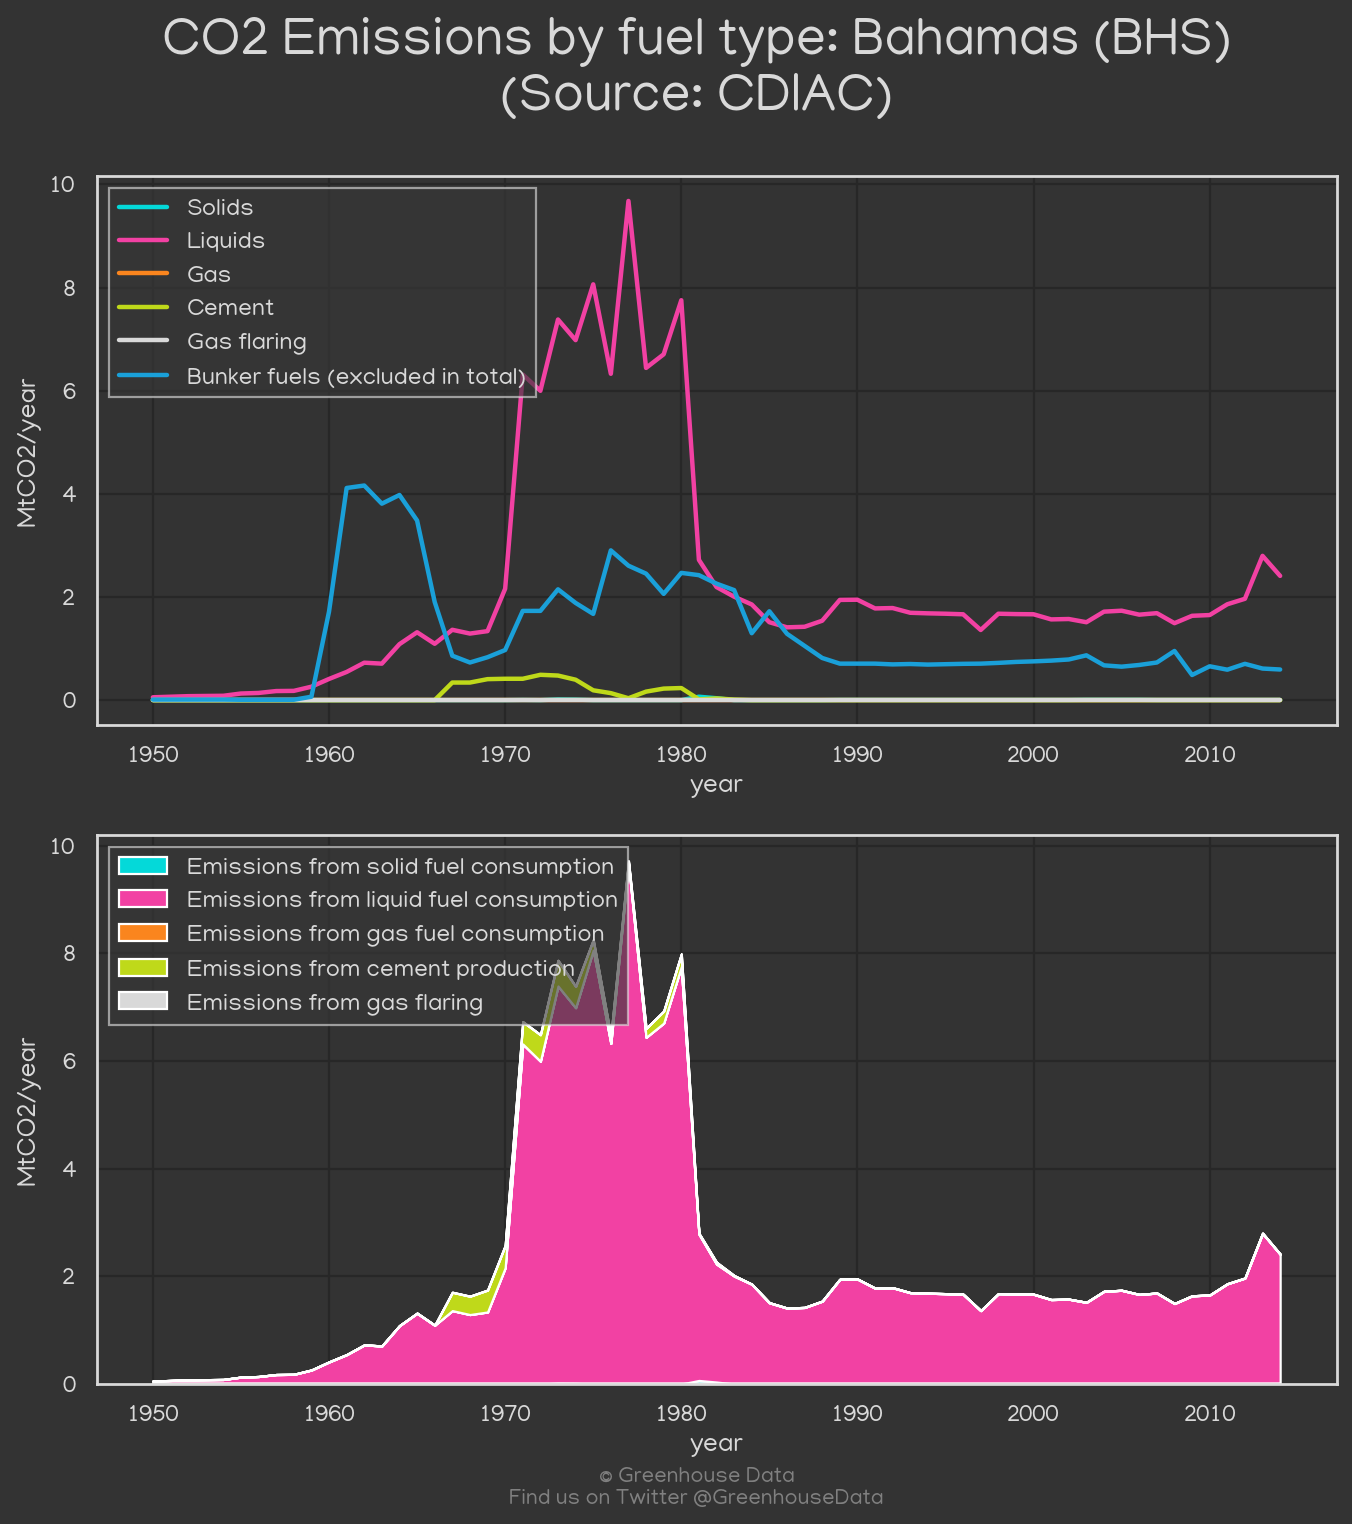 CO2 Emissions by fuel type: Bahamas (BHS)
(Source: CDIAC)
10
8
6
4
2
0
MtCO2/year
Solids
Liquids
Gas
Cement
Gas flaring
Bunker fuels (excluded in total)
1950 1960 1970 1980 1990 2000 2010
year
10
8
6
4
2
0
MtCO2/year
Emissions from solid fuel consumption
Emissions from liquid fuel consumption
Emissions from gas fuel consumption
Emissions from cement production
Emissions from gas flaring
1950 1960 1970 1980 1990 2000 2010
year
© Greenhouse Data
Find us on Twitter @GreenhouseData